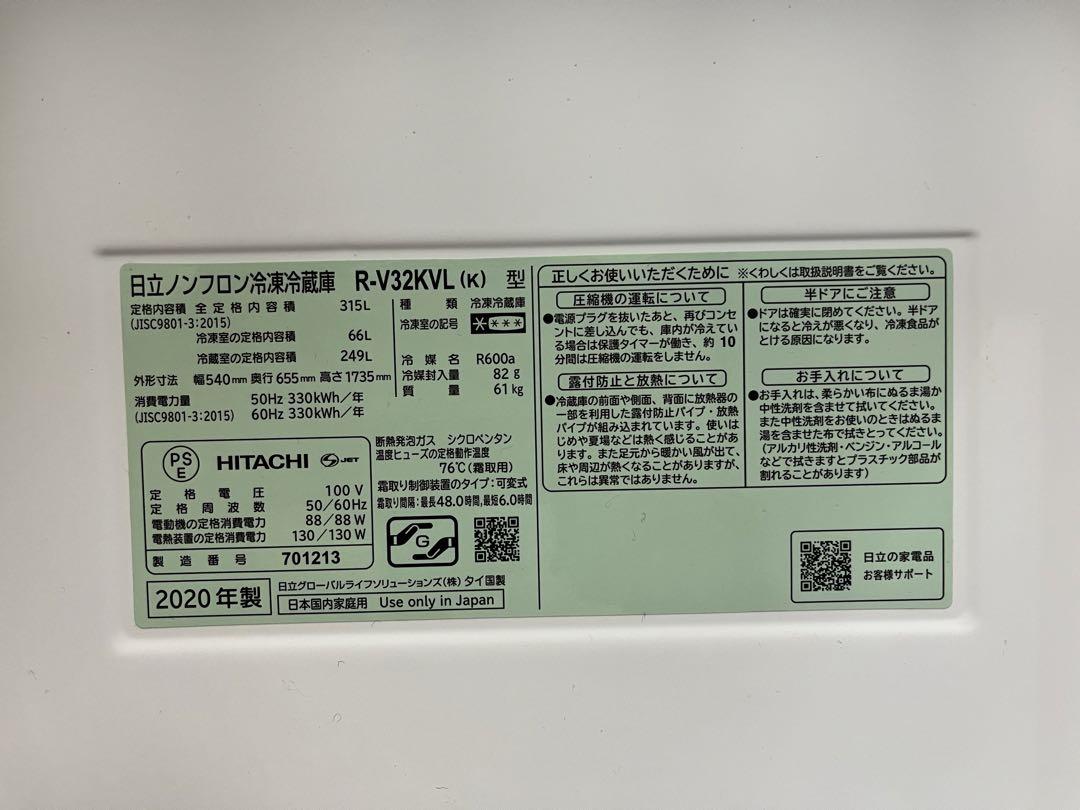 日立ノンフロン冷凍冷蔵庫 R-V32KVL (K) 型
定格内容積 全定格内容積 315L
(JISC9801-3:2015)
冷凍室の定格内容積 66L
冷蔵室の定格内容積 249L
外形寸法 幅540mm 奥行655mm 高さ1735mm
消費電力量 50Hz 330kWh/年
(JISC9801-3:2015) 60Hz 330kWh/年
種類 冷凍冷蔵庫
冷凍室の記号 ****
冷媒名 R600a
冷媒封入量 82g
質量 61kg
PSE HITACHI S-JET
定格電圧 100V
定格周波数 50/60Hz
電動機の定格消費電力 88/88W
電熱装置の定格消費電力 130/130W
製造番号 701213
断熱発泡ガス シクロペンタン
温度ヒューズの定格動作温度
76℃(霜取用)
霜取り制御装置のタイプ:可変式
霜取り間隔:最長48.0時間,最短6.0時間
G
2020年製
日立グローバルライフソリューションズ(株) タイ国製
日本国内家庭用 Use only in Japan
正しくお使いいただくために ※くわしくは取扱説明書をご覧ください。
圧縮機の運転について
●電源プラグを抜いたあと、再びコンセ
ントに差し込んでも、庫内が冷えてい
る場合は保護タイマーが働き、約10
分間は圧縮機の運転をしません。
露付防止と放熱について
●冷蔵庫の前面や側面、背面に放熱器の
一部を利用した露付防止パイプ・放熱
パイプが組み込まれています。使いは
じめや夏場などは熱く感じることがあ
ります。また足元から暖かい風が出て、
床や周辺が熱くなることがありますが、
これらは異常ではありません。
半ドアにご注意
●ドアは確実に閉めてください。半ドア
になると冷えが悪くなり、冷凍食品が
とける原因になります。
お手入れについて
●お手入れは、柔らかい布にぬるま湯か
中性洗剤を含ませて拭いてください。
また中性洗剤をお使いのときはぬるま
湯を含ませた布で拭きとってください。
(アルカリ性洗剤・ベンジン・アルコール
などで拭きますとプラスチック部品が
割れることがあります)
日立の家電品
お客様サポート